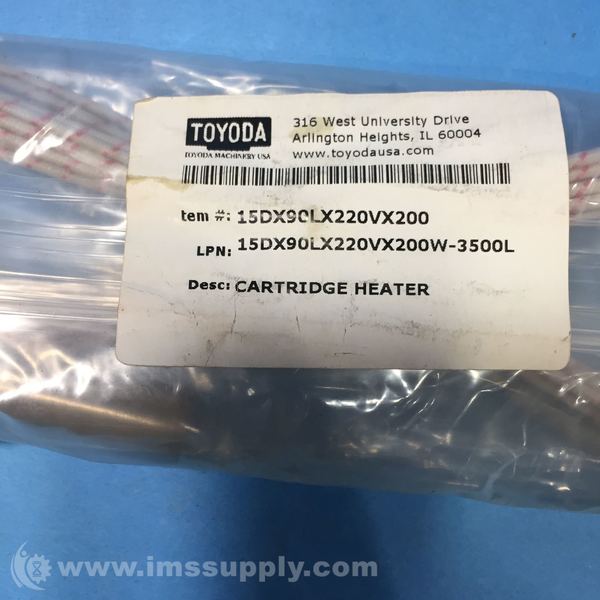 TOYODA
TOYODA MACHINERY USA
316 West University Drive
Arlington Heights, IL 60004
www.toyodausa.com
tem #: 15DX90LX220VX200
LPN: 15DX90LX220VX200W-3500L
Desc: CARTRIDGE HEATER
www.imssupply.com